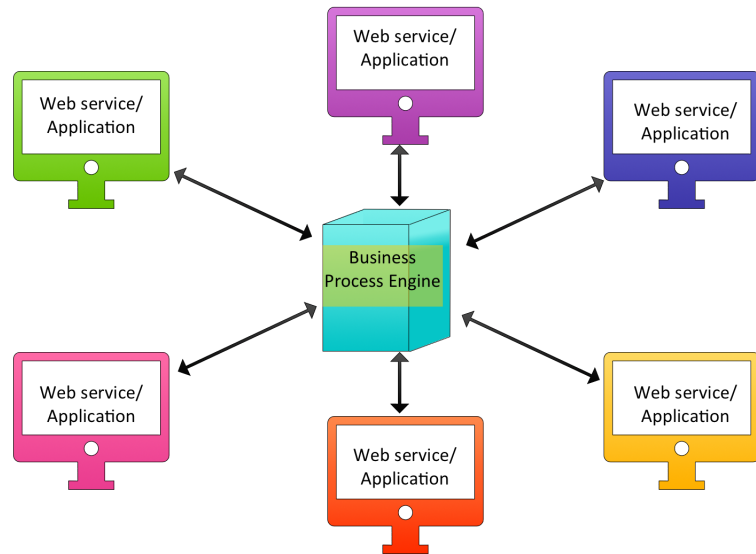 Web service/
Application
Web service/
Application
Web service/
Application
Business
Process Engine
Web service/
Application
Web service/
Application
Web service/
Application